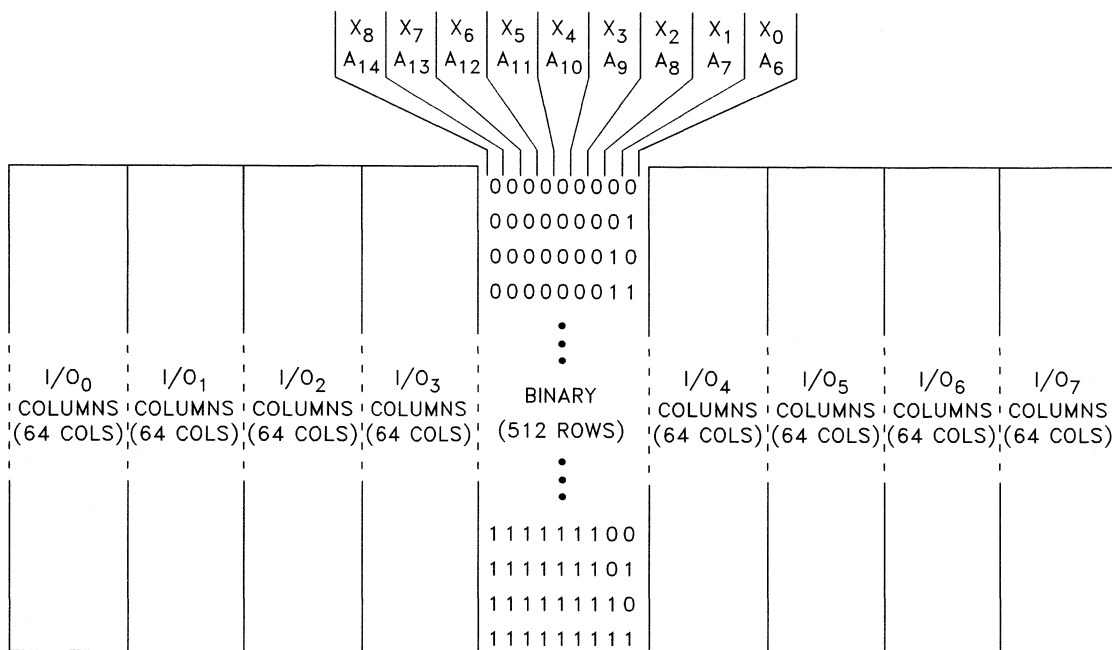 X8 X7 X6 X5 X4 X3 X2 X1 X0
A14 A13 A12 A11 A10 A9 A8 A7 A6
000000000
000000001
000000010
000000011
I/O0 I/O1 I/O2 I/O3 BINARY I/O4 I/O5 I/O6 I/O7
COLUMNS COLUMNS COLUMNS COLUMNS (512 ROWS) COLUMNS COLUMNS COLUMNS COLUMNS
(64 COLS) (64 COLS) (64 COLS) (64 COLS) (64 COLS) (64 COLS) (64 COLS) (64 COLS)
111111100
111111101
111111110
111111111